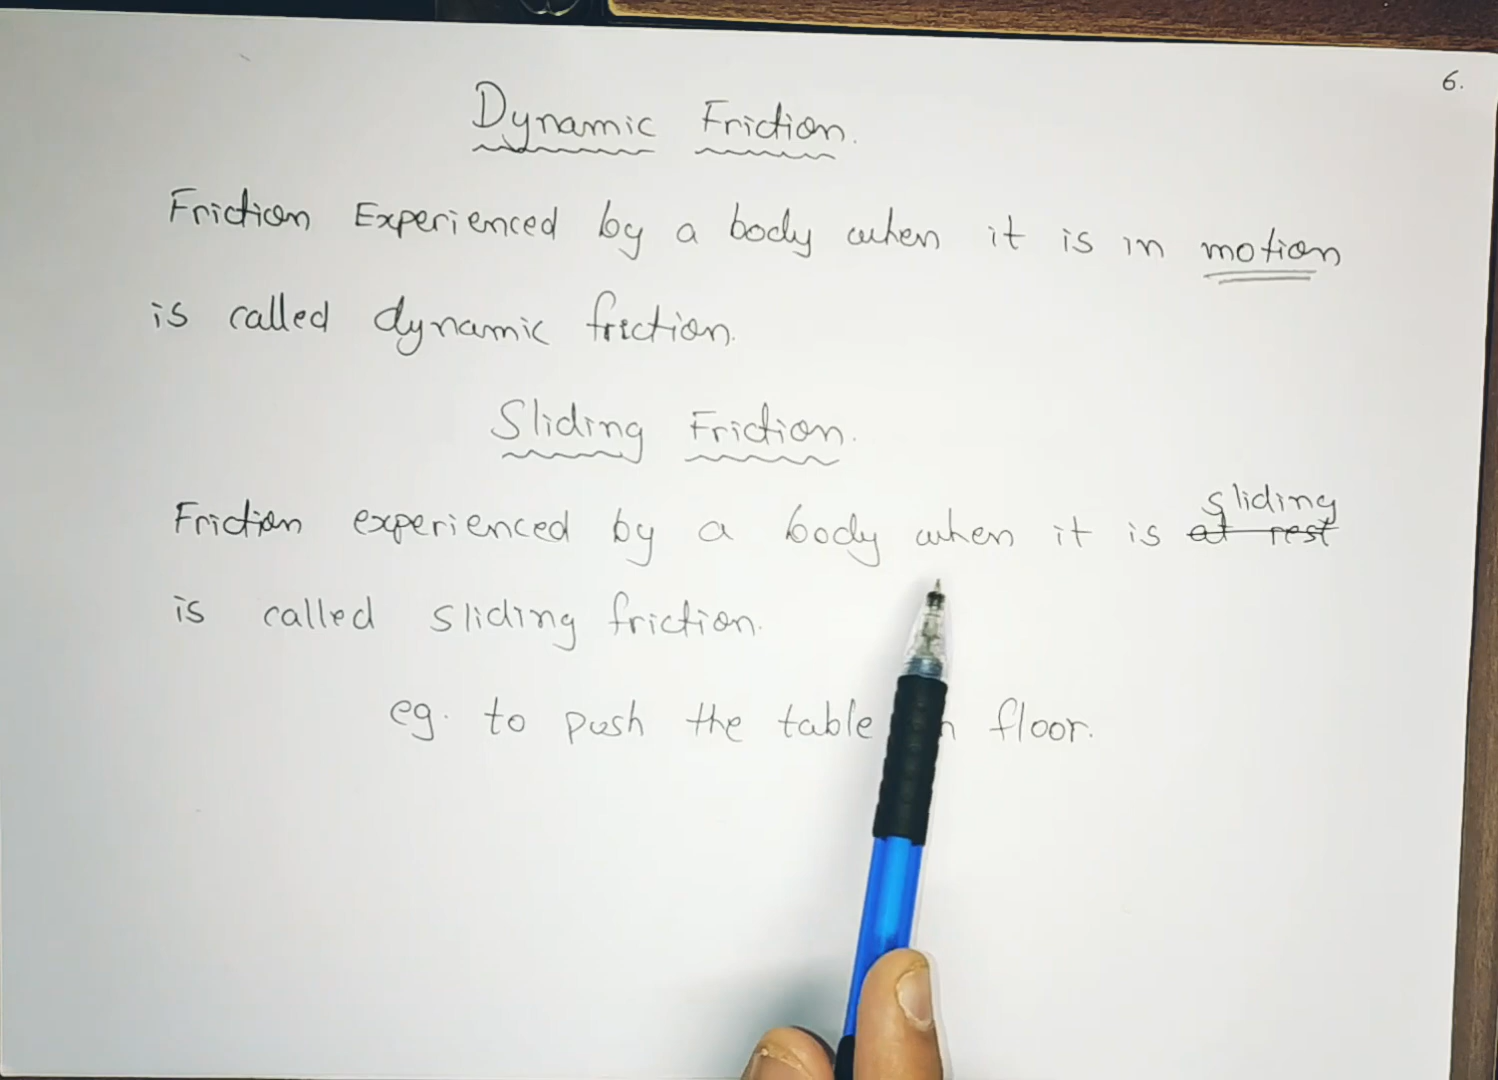 6.
Dynamic Friction.
Friction Experienced by a body when it is in motion
is called dynamic friction.
Sliding Friction.
sliding
Friction experienced by a body when it is at rest
is called sliding friction.
eg. to push the table floor.